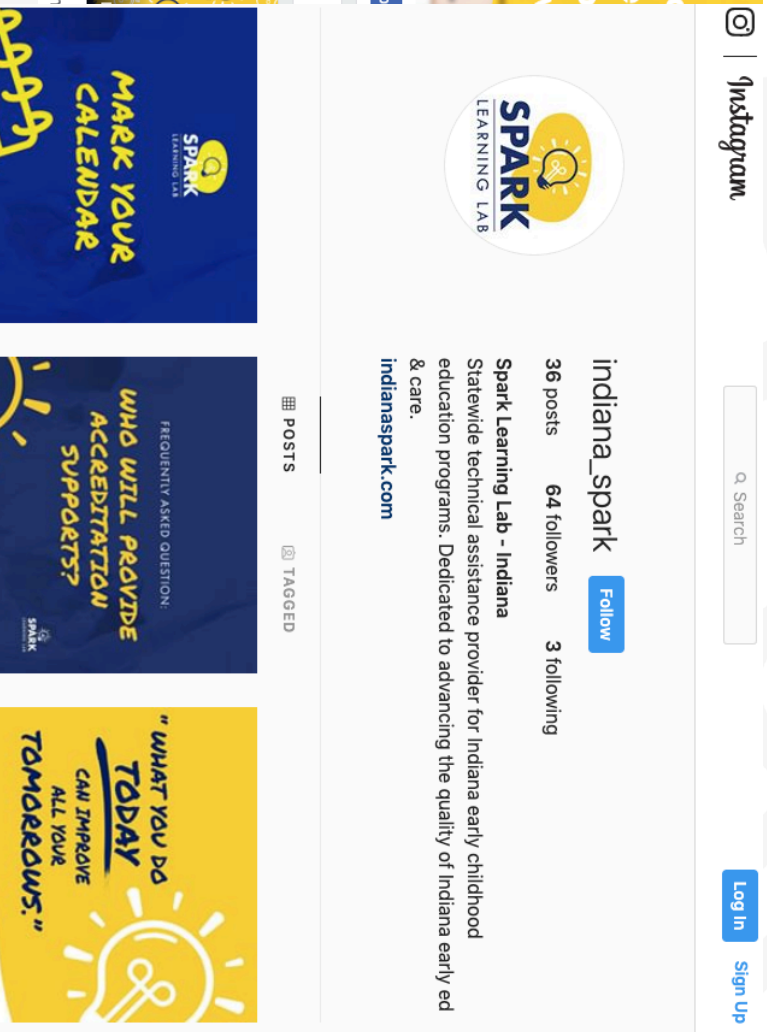 Instagram
Search
Log In
Sign Up
SPARK
LEARNING LAB
indiana_spark
Follow
36 posts
64 followers
3 following
Spark Learning Lab - Indiana
Statewide technical assistance provider for Indiana early childhood
education programs. Dedicated to advancing the quality of Indiana early ed
& care.
indianaspark.com
POSTS
TAGGED
SPARK
LEARNING LAB
MARK YOUR
CALENDAR
FREQUENTLY ASKED QUESTION:
WHO WILL PROVIDE
ACCREDITATION
SUPPORTS?
SPARK
LEARNING LAB
"WHAT YOU DO
TODAY
CAN IMPROVE
ALL YOUR
TOMORROWS."